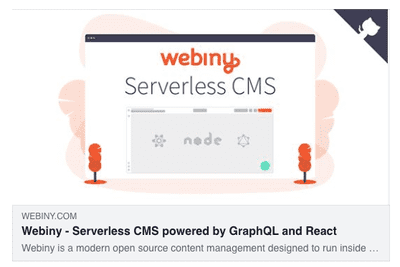 webiny
Serverless CMS
node
WEBINY.COM
Webiny - Serverless CMS powered by GraphQL and React
Webiny is a modern open source content management designed to run inside …